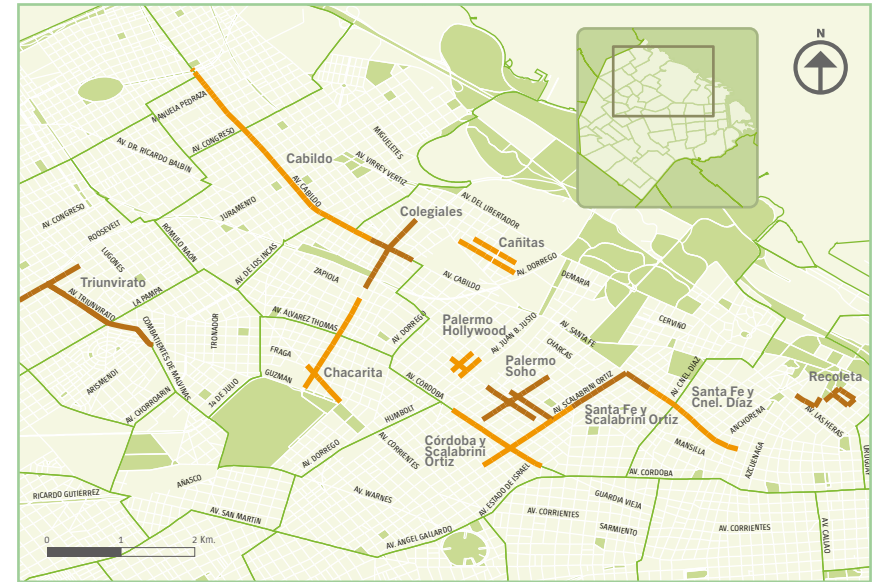 N
MANUELA PEDRAZA
AV. CONGRESO
AV. DR. RICARDO BALBIN
MIGUELETES
AV. VIRREY VERTIZ
Cabildo
AV. CABILDO
JURAMENTO
AV. CONGRESO
ROOSEVELT
LUGONES
ROMULO NAON
AV. DE LOS INCAS
Colegiales
AV. DEL LIBERTADOR
Cañitas
AV. DORREGO
DEMARIA
ZAPIOLA
AV. CABILDO
Triunvirato
LA PAMPA
AV. TRIUNVIRATO
COMBATIENTES DE MALVINAS
TRONADOR
AV. ALVAREZ THOMAS
AV. DORREGO
Palermo
Hollywood
AV. JUAN B. JUSTO
AV. SANTA FE
CHARCAS
CERVIÑO
FRAGA
GUZMAN
Chacarita
Palermo
Soho
AV. CNEL DIAZ
Recoleta
ARISMENDI
AV. CHORROARIN
14 DE JULIO
AV. CORDOBA
AV. SCALABRINI ORTIZ
Santa Fe y
Cnel. Díaz
Santa Fe y
Scalabrini Ortiz
ANCHORENA
AV. LAS HERAS
HUMBOLT
AV. CORRIENTES
AV. DORREGO
Córdoba y
Scalabrini
Ortiz
MANSILLA
AZCUENAGA
URUGUAY
AV. CORDOBA
AV. ESTADO DE ISRAEL
AÑASCO
RICARDO GUTIÉRREZ
AV. WARNES
AV. SAN MARTÍN
AV. ANGEL GALLARDO
GUARDIA VIEJA
AV. CORRIENTES
SARMIENTO
AV. CORRIENTES
AV. CALLAO
0 1 2 Km.